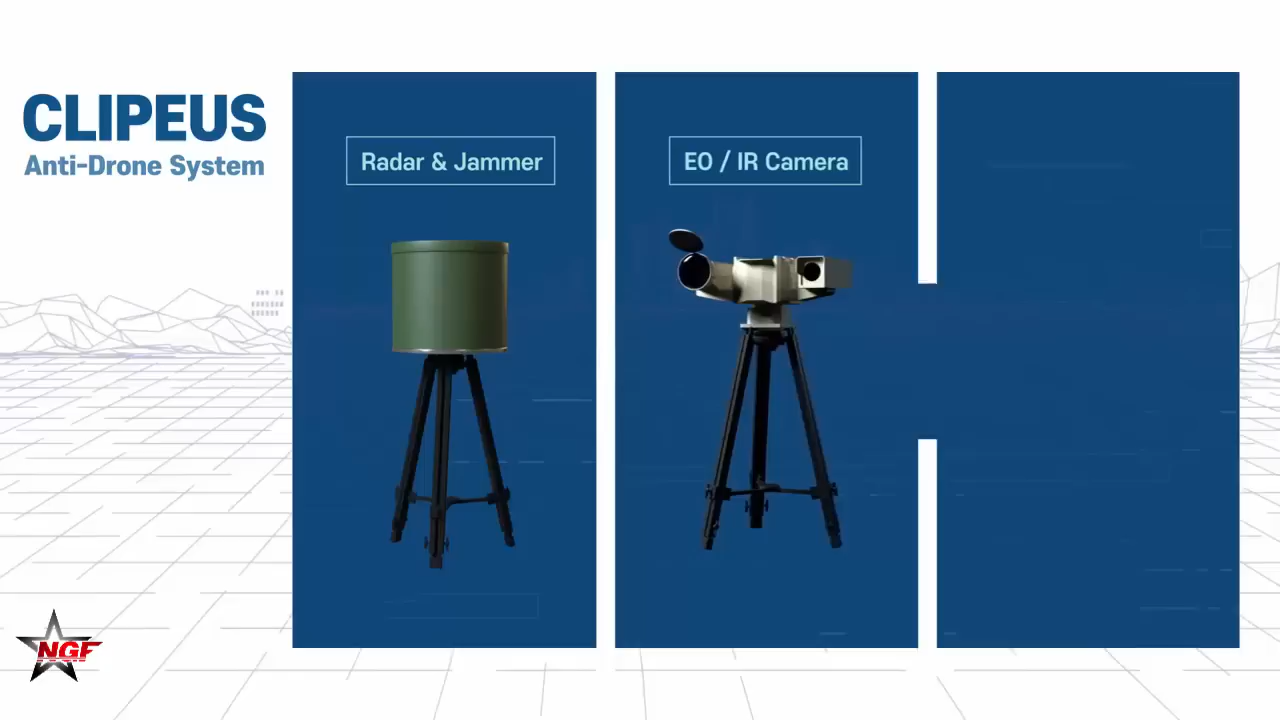 CLIPEUS
Anti-Drone System
Radar & Jammer
EO / IR Camera
NGF